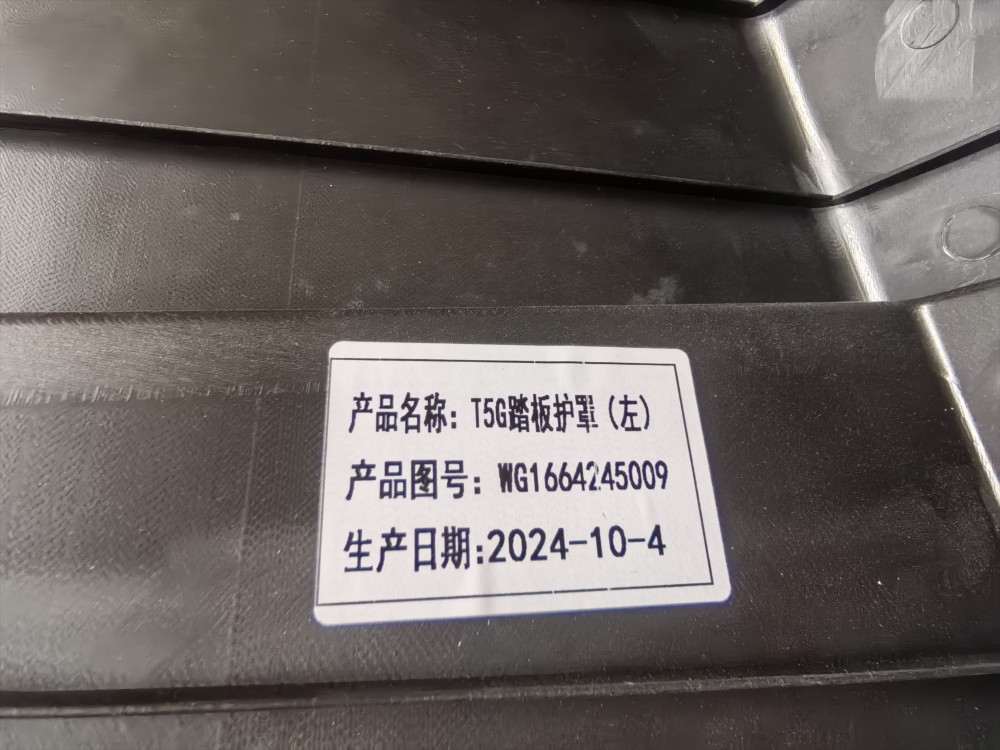 产品名称：T5G踏板护罩（左）
产品图号：WG1664245009
生产日期:2024-10-4